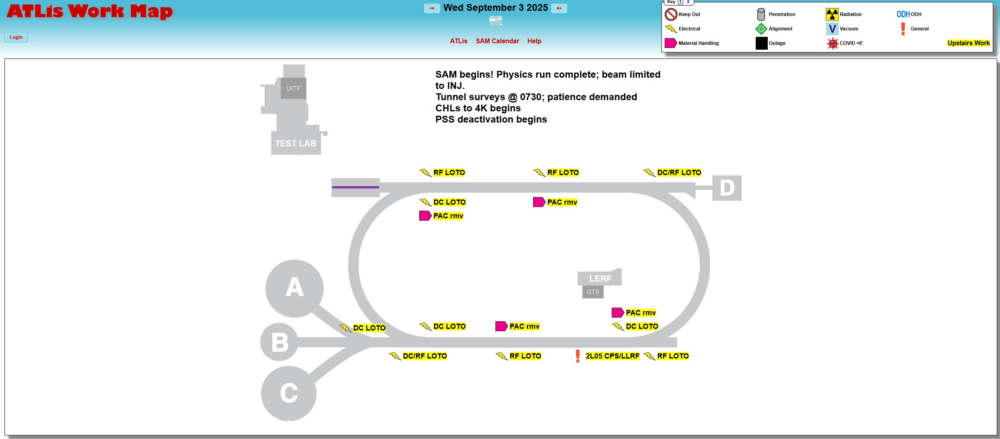 ATLis Work Map
Wed September 3 2025
Login
ATLis SAM Calendar Help
Key 1 2
Keep Out
Penetration
Radiation
ODH ODH
Electrical
Alignment
V Vacuum
General
Material Handling
Outage
COVID <6'
Upstairs Work
SAM begins! Physics run complete; beam limited
to INJ.
Tunnel surveys @ 0730; patience demanded
CHLs to 4K begins
PSS deactivation begins
UITF
TEST LAB
RF LOTO
RF LOTO
DC/RF LOTO
D
DC LOTO
PAC rmv
PAC rmv
A
LERF
GTS
PAC rmv
DC LOTO
DC LOTO
PAC rmv
DC LOTO
B
DC/RF LOTO
RF LOTO
2L05 CPS/LLRF
RF LOTO
C